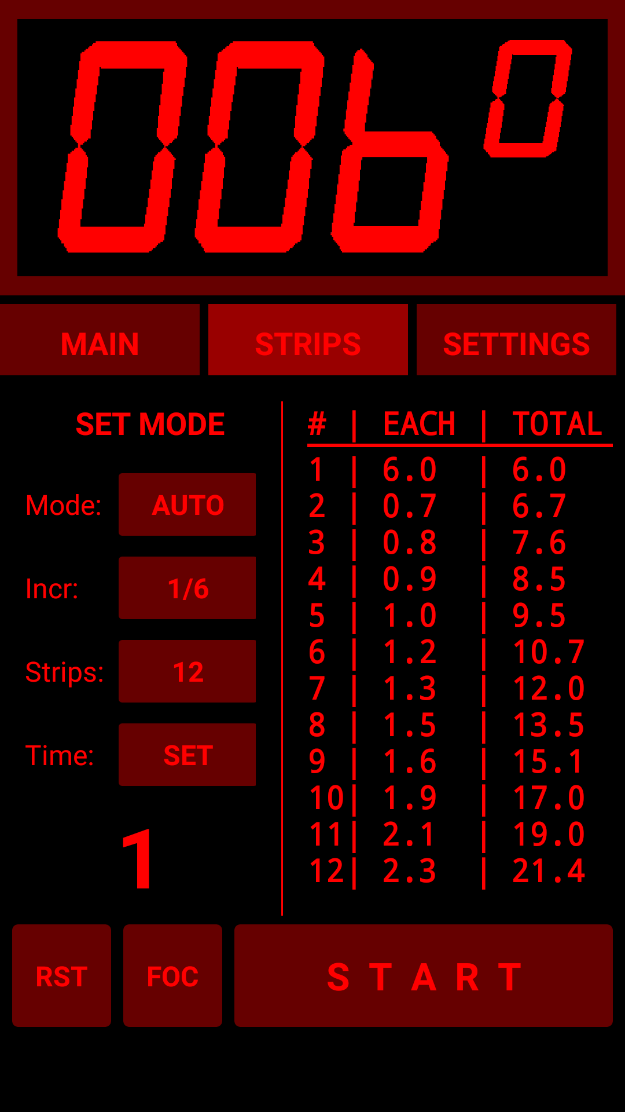 006 0
MAIN STRIPS SETTINGS
SET MODE
Mode: AUTO
Incr: 1/6
Strips: 12
Time: SET
1
# | EACH | TOTAL
1 | 6.0 | 6.0
2 | 0.7 | 6.7
3 | 0.8 | 7.6
4 | 0.9 | 8.5
5 | 1.0 | 9.5
6 | 1.2 | 10.7
7 | 1.3 | 12.0
8 | 1.5 | 13.5
9 | 1.6 | 15.1
10| 1.9 | 17.0
11| 2.1 | 19.0
12| 2.3 | 21.4
RST FOC START